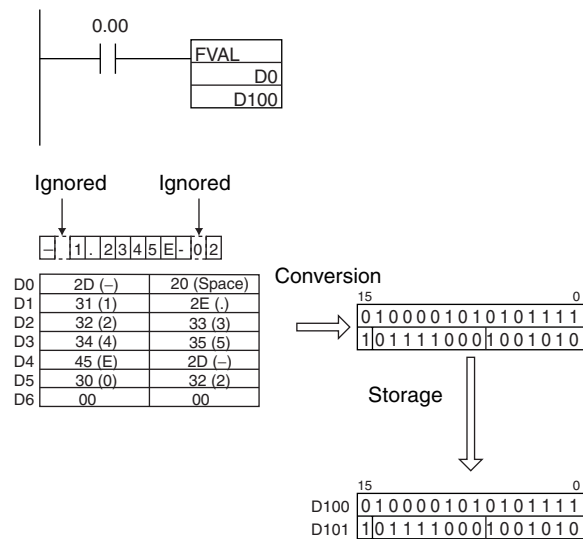 0.00
FVAL
D0
D100
Ignored Ignored
– 1 . 2 3 4 5 E - 0 2
D0 2D (–) 20 (Space)
D1 31 (1) 2E (.)
D2 32 (2) 33 (3)
D3 34 (4) 35 (5)
D4 45 (E) 2D (–)
D5 30 (0) 32 (2)
D6 00 00
Conversion
15 0
0 1 0 0 0 0 1 0 1 0 1 0 1 1 1 1
1 0 1 1 1 1 0 0 0 1 0 0 1 0 1 0
Storage
15 0
D100 0 1 0 0 0 0 1 0 1 0 1 0 1 1 1 1
D101 1 0 1 1 1 1 0 0 0 1 0 0 1 0 1 0